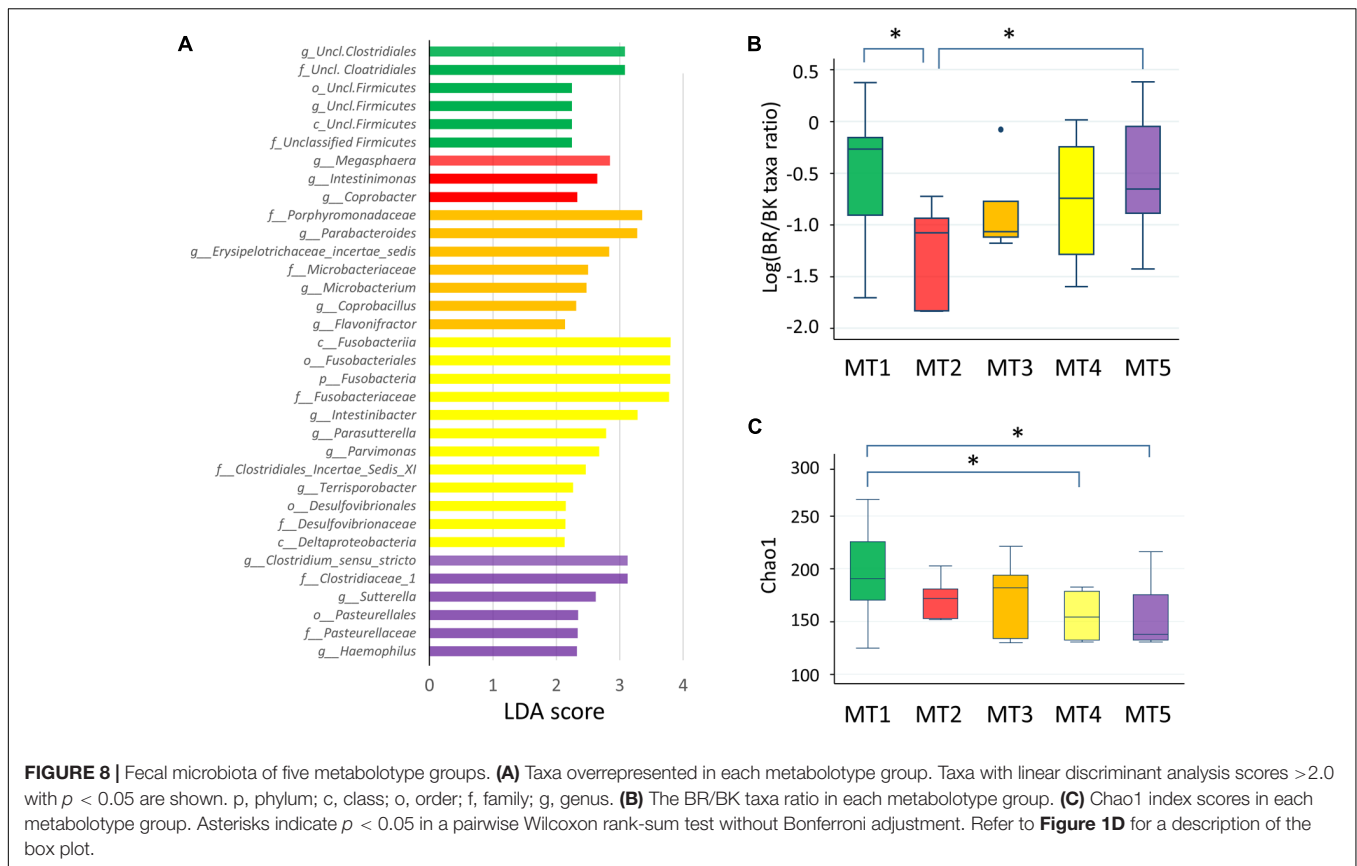 A
g_Uncl.Clostridiales
f_Uncl. Cloatridiales
o_Uncl.Firmicutes
g_Uncl.Firmicutes
c_Uncl.Firmicutes
f_Unclassified Firmicutes
g__Megasphaera
g__Intestinimonas
g__Coprobacter
f__Porphyromonadaceae
g__Parabacteroides
g__Erysipelotrichaceae_incertae_sedis
f__Microbacteriaceae
g__Microbacterium
g__Coprobacillus
g__Flavonifractor
c__Fusobacteriia
o__Fusobacteriales
p__Fusobacteria
f__Fusobacteriaceae
g__Intestinibacter
g__Parasutterella
g__Parvimonas
f__Clostridiales_Incertae_Sedis_XI
g__Terrisporobacter
o__Desulfovibrionales
f__Desulfovibrionaceae
c__Deltaproteobacteria
g__Clostridium_sensu_stricto
f__Clostridiaceae_1
g__Sutterella
o__Pasteurellales
f__Pasteurellaceae
g__Haemophilus
0 1 2 3 4
LDA score
B
* *
Log(BR/BK taxa ratio)
0.5
0
-0.5
-1.0
-1.5
-2.0
MT1 MT2 MT3 MT4 MT5
C
*
*
Chao1
300
250
200
150
100
MT1 MT2 MT3 MT4 MT5
FIGURE 8 | Fecal microbiota of five metabolotype groups. (A) Taxa overrepresented in each metabolotype group. Taxa with linear discriminant analysis scores >2.0
with p < 0.05 are shown. p, phylum; c, class; o, order; f, family; g, genus. (B) The BR/BK taxa ratio in each metabolotype group. (C) Chao1 index scores in each
metabolotype group. Asterisks indicate p < 0.05 in a pairwise Wilcoxon rank-sum test without Bonferroni adjustment. Refer to Figure 1D for a description of the
box plot.